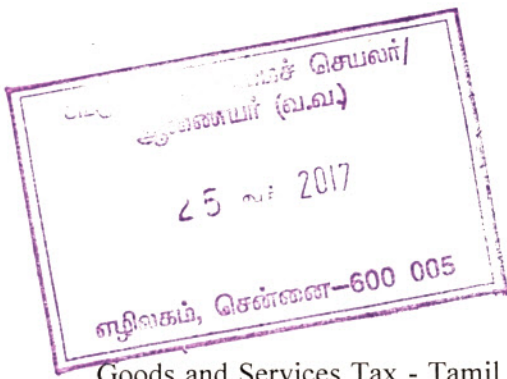 செயலர்/
ஆணையர் (வ.வ.)
25 2017
எழிலகம், சென்னை-600 005
Goods and Services Tax - Tamil